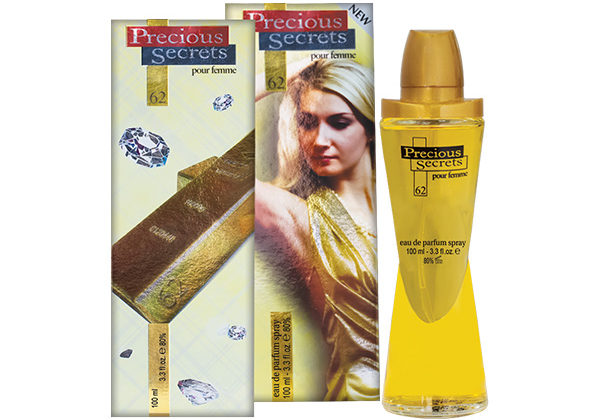 Precious
Secrets
pour femme
62
100 ml - 3.3 fl.oz. ℮ 80%
NEW
Precious
Secrets
pour femme
62
eau de parfum spray
100 ml - 3.3 fl.oz. ℮ 80%
Precious
Secrets
pour femme
62
eau de parfum spray
100 ml - 3.3 fl.oz. ℮
80%